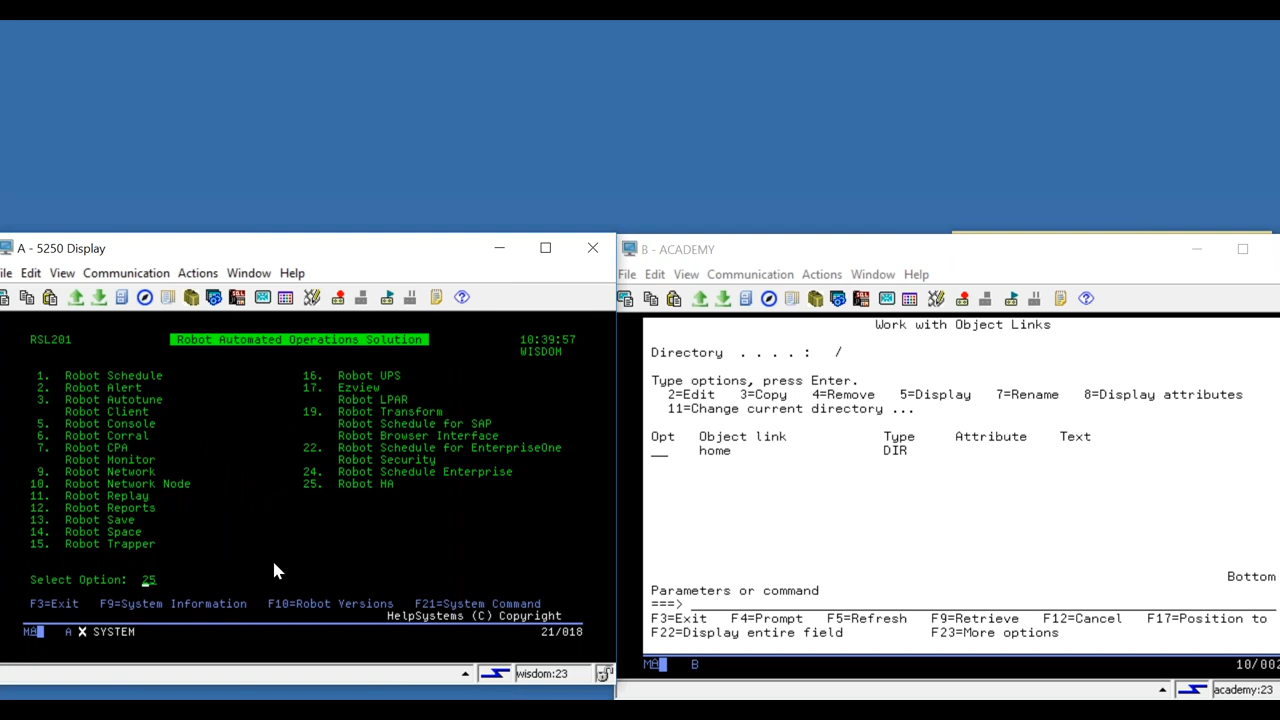 A - 5250 Display
ile Edit View Communication Actions Window Help
RSL201 Robot Automated Operations Solution 10:39:57
WISDOM
1. Robot Schedule 16. Robot UPS
2. Robot Alert 17. Ezview
3. Robot Autotune Robot LPAR
Robot Client 19. Robot Transform
5. Robot Console Robot Schedule for SAP
6. Robot Corral Robot Browser Interface
7. Robot CPA 22. Robot Schedule for EnterpriseOne
Robot Monitor Robot Security
9. Robot Network 24. Robot Schedule Enterprise
10. Robot Network Node 25. Robot HA
11. Robot Replay
12. Robot Reports
13. Robot Save
14. Robot Space
15. Robot Trapper
Select Option: 25
F3=Exit F9=System Information F10=Robot Versions F21=System Command
HelpSystems (C) Copyright
MA A X SYSTEM 21/018
wisdom:23
B - ACADEMY
File Edit View Communication Actions Window Help
Work with Object Links
Directory . . . . : /
Type options, press Enter.
2=Edit 3=Copy 4=Remove 5=Display 7=Rename 8=Display attributes
11=Change current directory ...
Opt Object link Type Attribute Text
home DIR
Bottom
Parameters or command
===>
F3=Exit F4=Prompt F5=Refresh F9=Retrieve F12=Cancel F17=Position to
F22=Display entire field F23=More options
MA B 10/002
academy:23